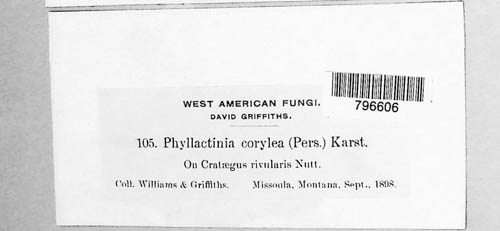 WEST AMERICAN FUNGI.
DAVID GRIFFITHS.
796606
105. Phyllactinia corylea (Pers.) Karst.
On Cratægus rivularis Nutt.
Coll. Williams & Griffiths. Missoula, Montana, Sept., 1898.